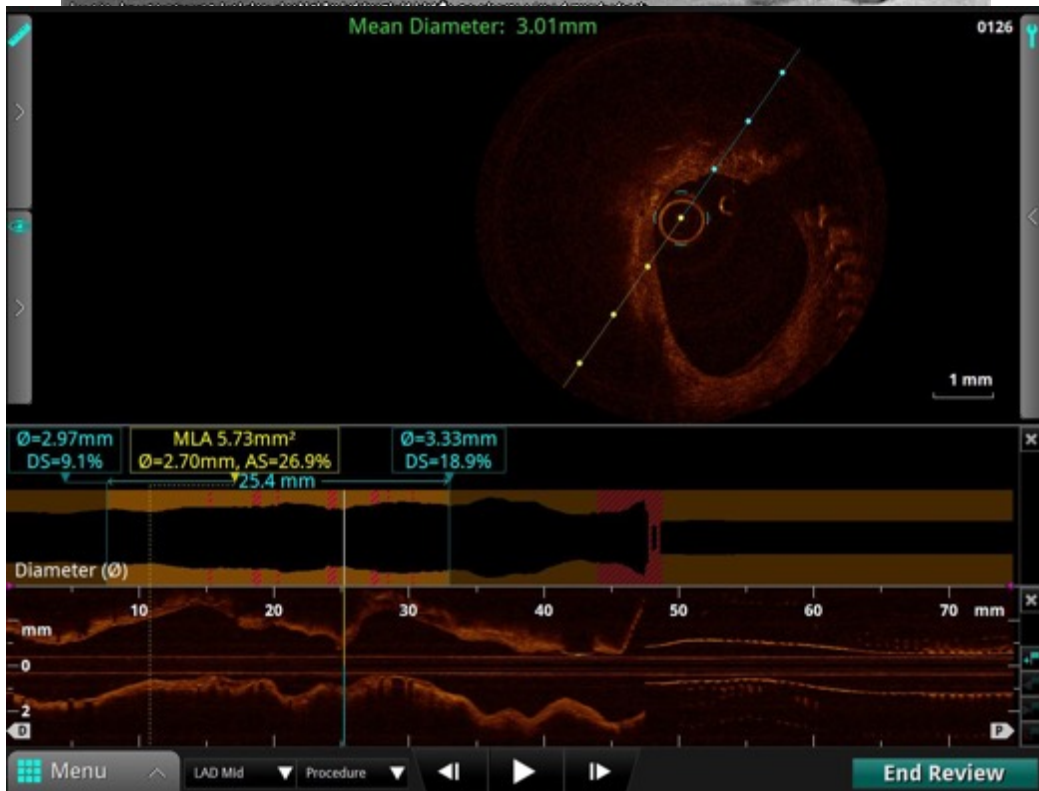 Mean Diameter: 3.01mm
0126
1 mm
Ø=2.97mm
DS=9.1%
MLA 5.73mm²
Ø=2.70mm, AS=26.9%
Ø=3.33mm
DS=18.9%
25.4 mm
Diameter (Ø)
10 20 30 40 50 60 70 mm
mm
0
2
D
P
Menu
LAD Mid
Procedure
End Review